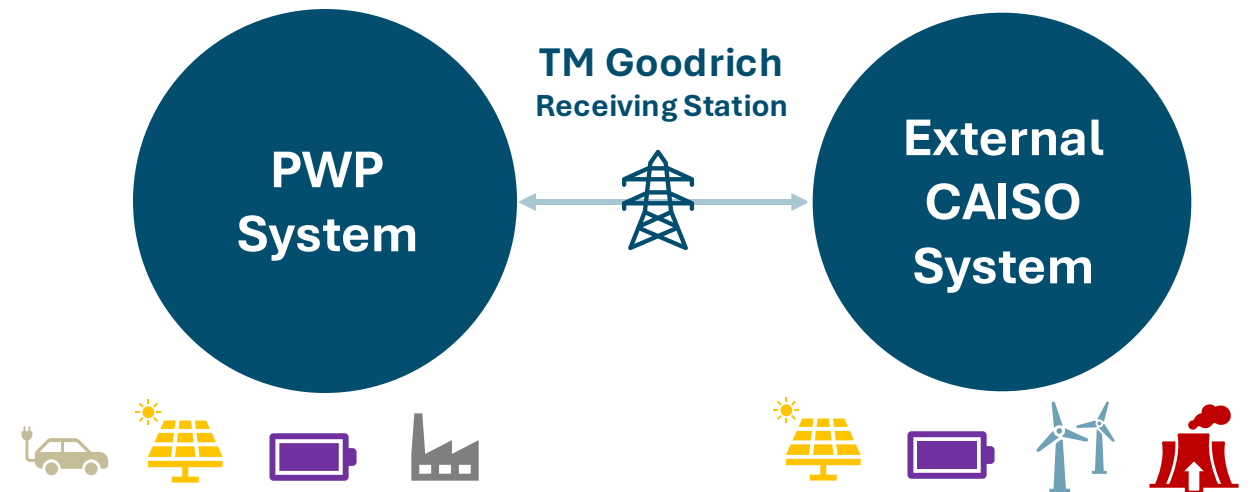 PWP
System
TM Goodrich
Receiving Station
External
CAISO
System